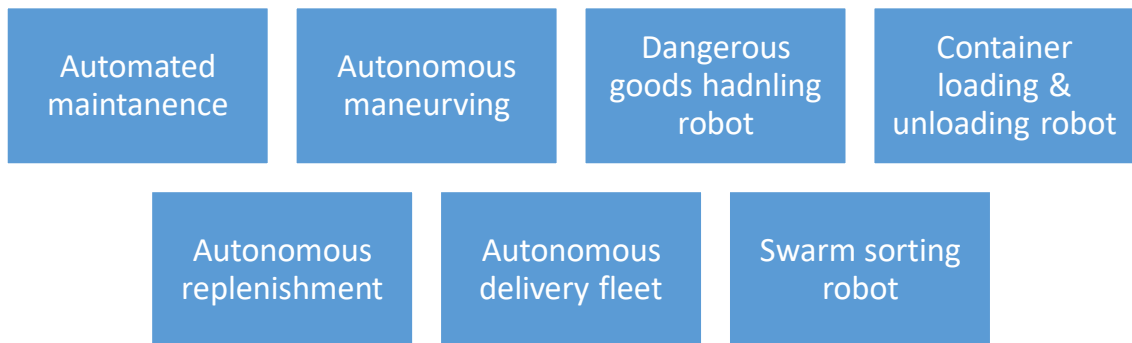 Automated
maintanence
Autonomous
maneurving
Dangerous
goods hadnling
robot
Container
loading &
unloading robot
Autonomous
replenishment
Autonomous
delivery fleet
Swarm sorting
robot